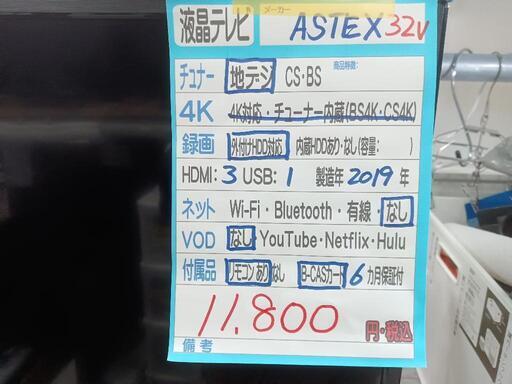 液晶テレビ メーカー ASTEX 32V
商品特徴:
チュナー 地デジ CS・BS
4K 4K対応・チューナー内蔵(BS4K・CS4K)
録画 外付けHDD対応 内蔵HDDあり・なし(容量: )
HDMI:3 USB:1 製造年 2019年
ネット Wi-Fi・Bluetooth・有線・なし
VOD なし YouTube・Netflix・Hulu
付属品 リモコンあり なし B-CASカード 6カ月保証付
11.800 円・税込
備考